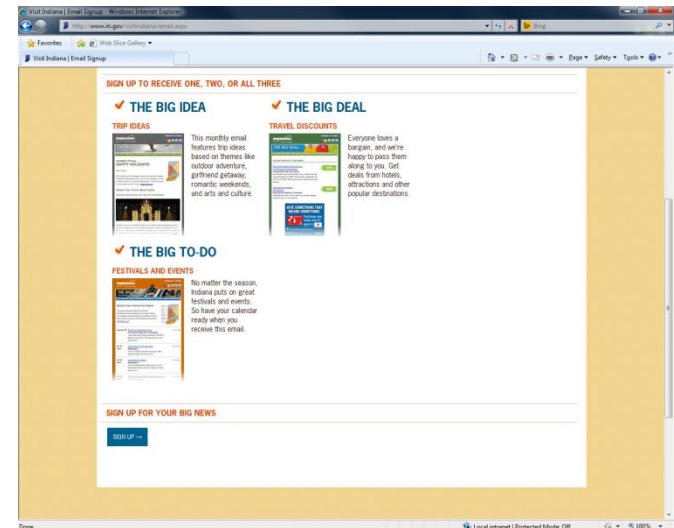 Visit Indiana | Email Signup - Windows Internet Explorer
http://www.in.gov/visitindiana/email.aspx
Bing
Favorites
Web Slice Gallery
Visit Indiana | Email Signup
Page Safety Tools
SIGN UP TO RECEIVE ONE, TWO, OR ALL THREE
THE BIG IDEA
TRIP IDEAS
This monthly email
features trip ideas
based on themes like
outdoor adventure,
girlfriend getaway,
romantic weekends,
and arts and culture.
THE BIG DEAL
TRAVEL DISCOUNTS
Everyone loves a
bargain, and we're
happy to pass them
along to you. Get
deals from hotels,
attractions and other
popular destinations.
THE BIG TO-DO
FESTIVALS AND EVENTS
No matter the season,
Indiana puts on great
festivals and events.
So have your calendar
ready when you
receive this email.
SIGN UP FOR YOUR BIG NEWS
SIGN UP →
Done
Local intranet | Protected Mode: Off
100%